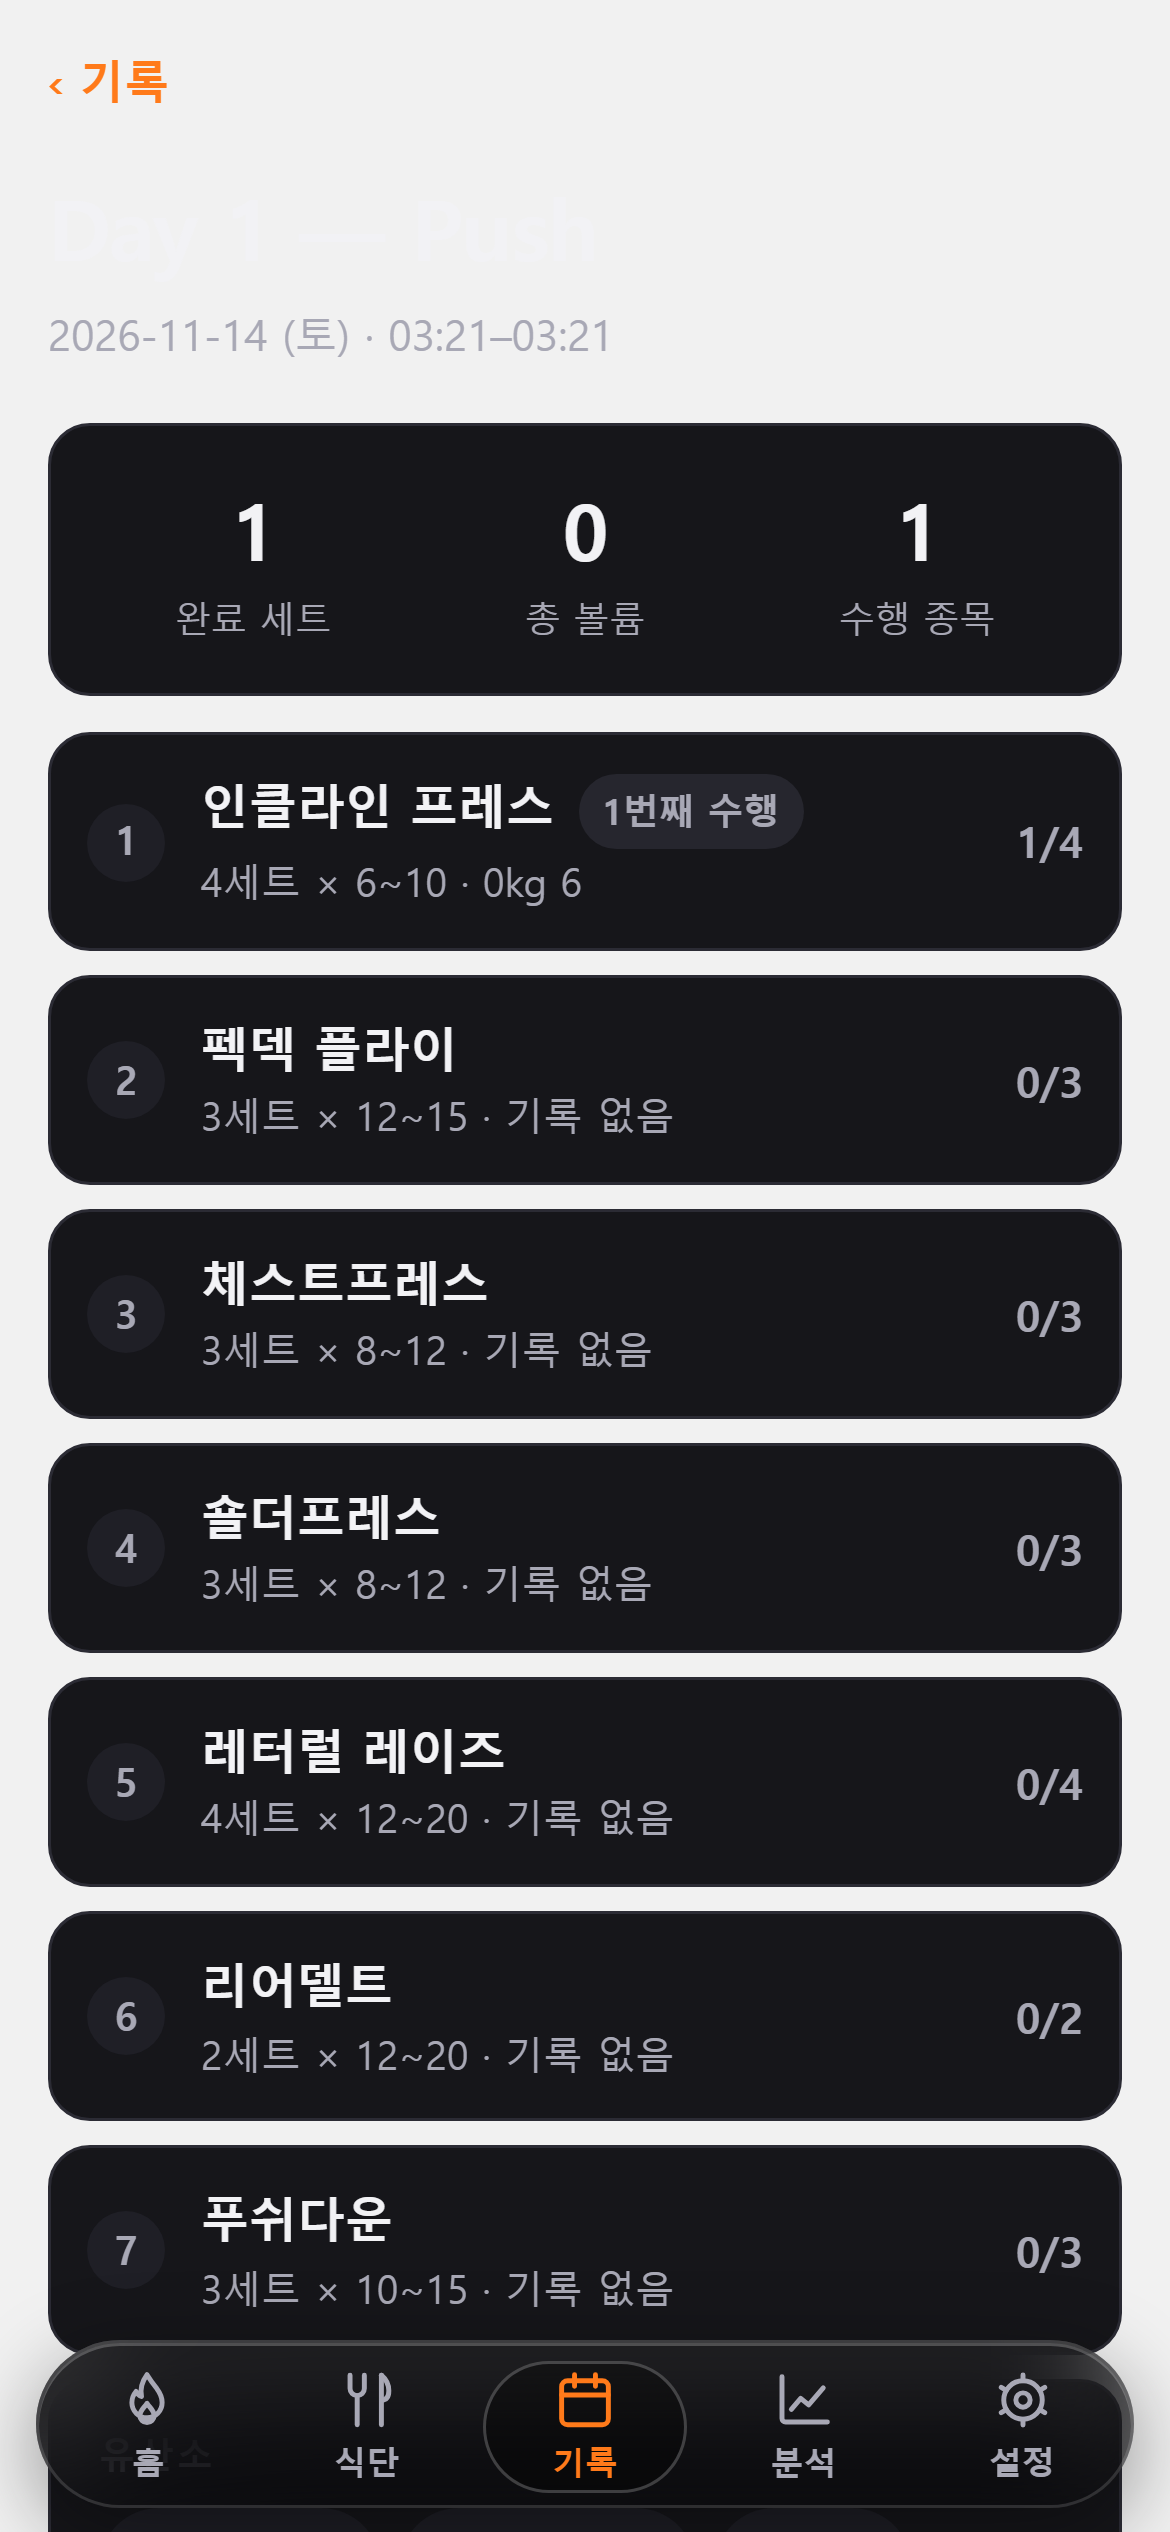 ‹ 기록
Day 1 — Push
2026-11-14 (토) · 03:21–03:21
1
완료 세트
0
총 볼륨
1
수행 종목
1
인클라인 프레스 1번째 수행
4세트 × 6~10 · 0kg 6
1/4
2
펙덱 플라이
3세트 × 12~15 · 기록 없음
0/3
3
체스트프레스
3세트 × 8~12 · 기록 없음
0/3
4
숄더프레스
3세트 × 8~12 · 기록 없음
0/3
5
레터럴 레이즈
4세트 × 12~20 · 기록 없음
0/4
6
리어델트
2세트 × 12~20 · 기록 없음
0/2
7
푸쉬다운
3세트 × 10~15 · 기록 없음
0/3
홈
식단
기록
분석
설정